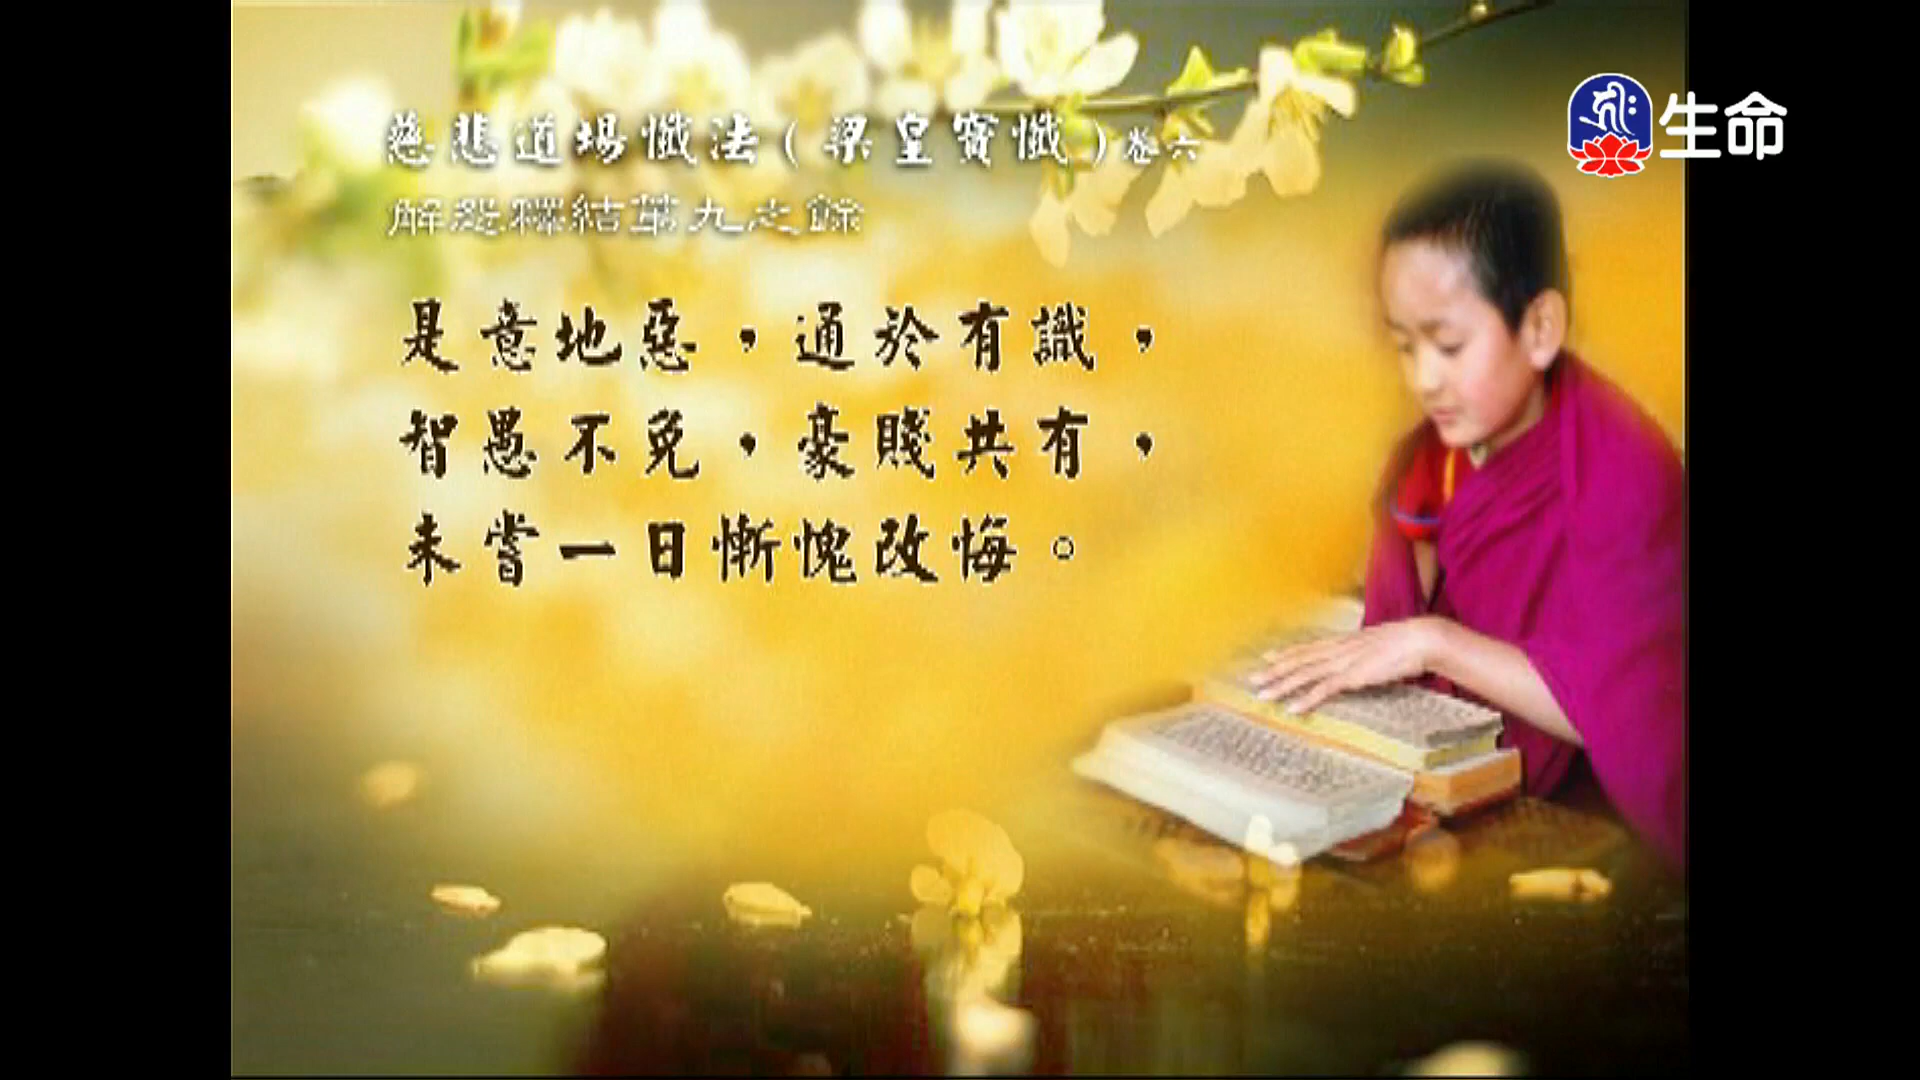 慈悲道場懺法(梁皇寶懺)卷六
解怨釋結第九之餘
生命
是意地惡，通於有識，
智愚不免，豪賤共有，
未嘗一日慚愧改悔。